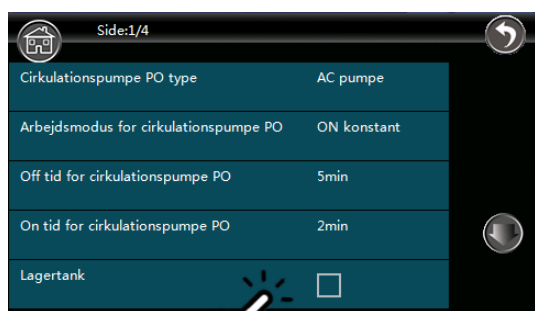 Side:1/4
Cirkulationspumpe PO type AC pumpe
Arbejdsmodus for cirkulationspumpe PO ON konstant
Off tid for cirkulationspumpe PO 5min
On tid for cirkulationspumpe PO 2min
Lagertank